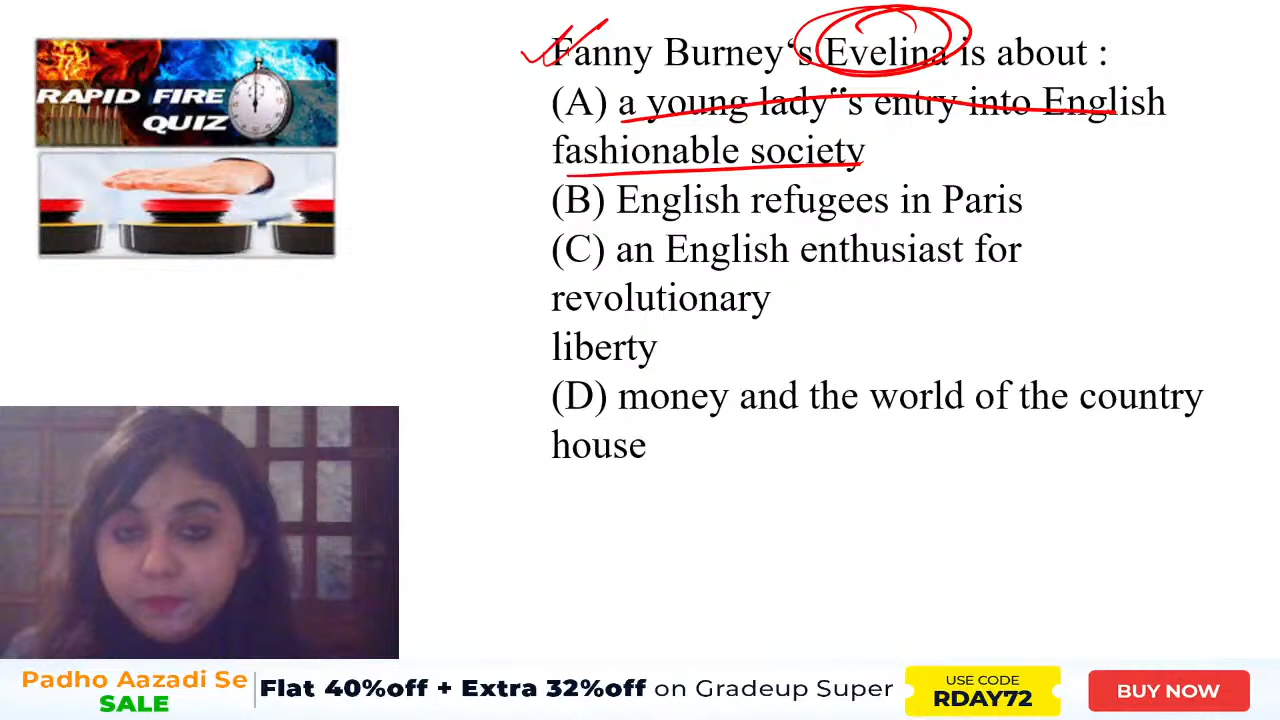 RAPID FIRE
QUIZ
Fanny Burney‘s Evelina is about :
(A) a young lady‟s entry into English
fashionable society
(B) English refugees in Paris
(C) an English enthusiast for
revolutionary
liberty
(D) money and the world of the country
house
Padho Aazadi Se
SALE
Flat 40%off + Extra 32%off on Gradeup Super
USE CODE
RDAY72
BUY NOW